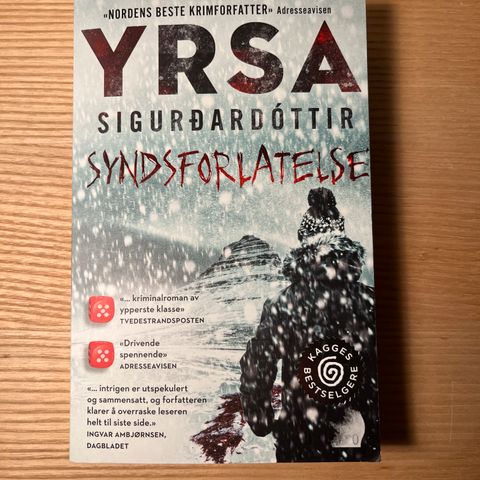 «NORDENS BESTE KRIMFORFATTER» Adresseavisen
YRSA
SIGURÐARDÓTTIR
SYNDSFORLATELSE
«... kriminalroman av
ypperste klasse»
TVEDESTRANDSPOSTEN
«Drivende
spennende»
ADRESSEAVISEN
«... intrigen er utspekulert
og sammensatt, og forfatteren
klarer å overraske leseren
helt til siste side.»
INGVAR AMBJØRNSEN,
DAGBLADET
KAGGES
BESTSELGERE